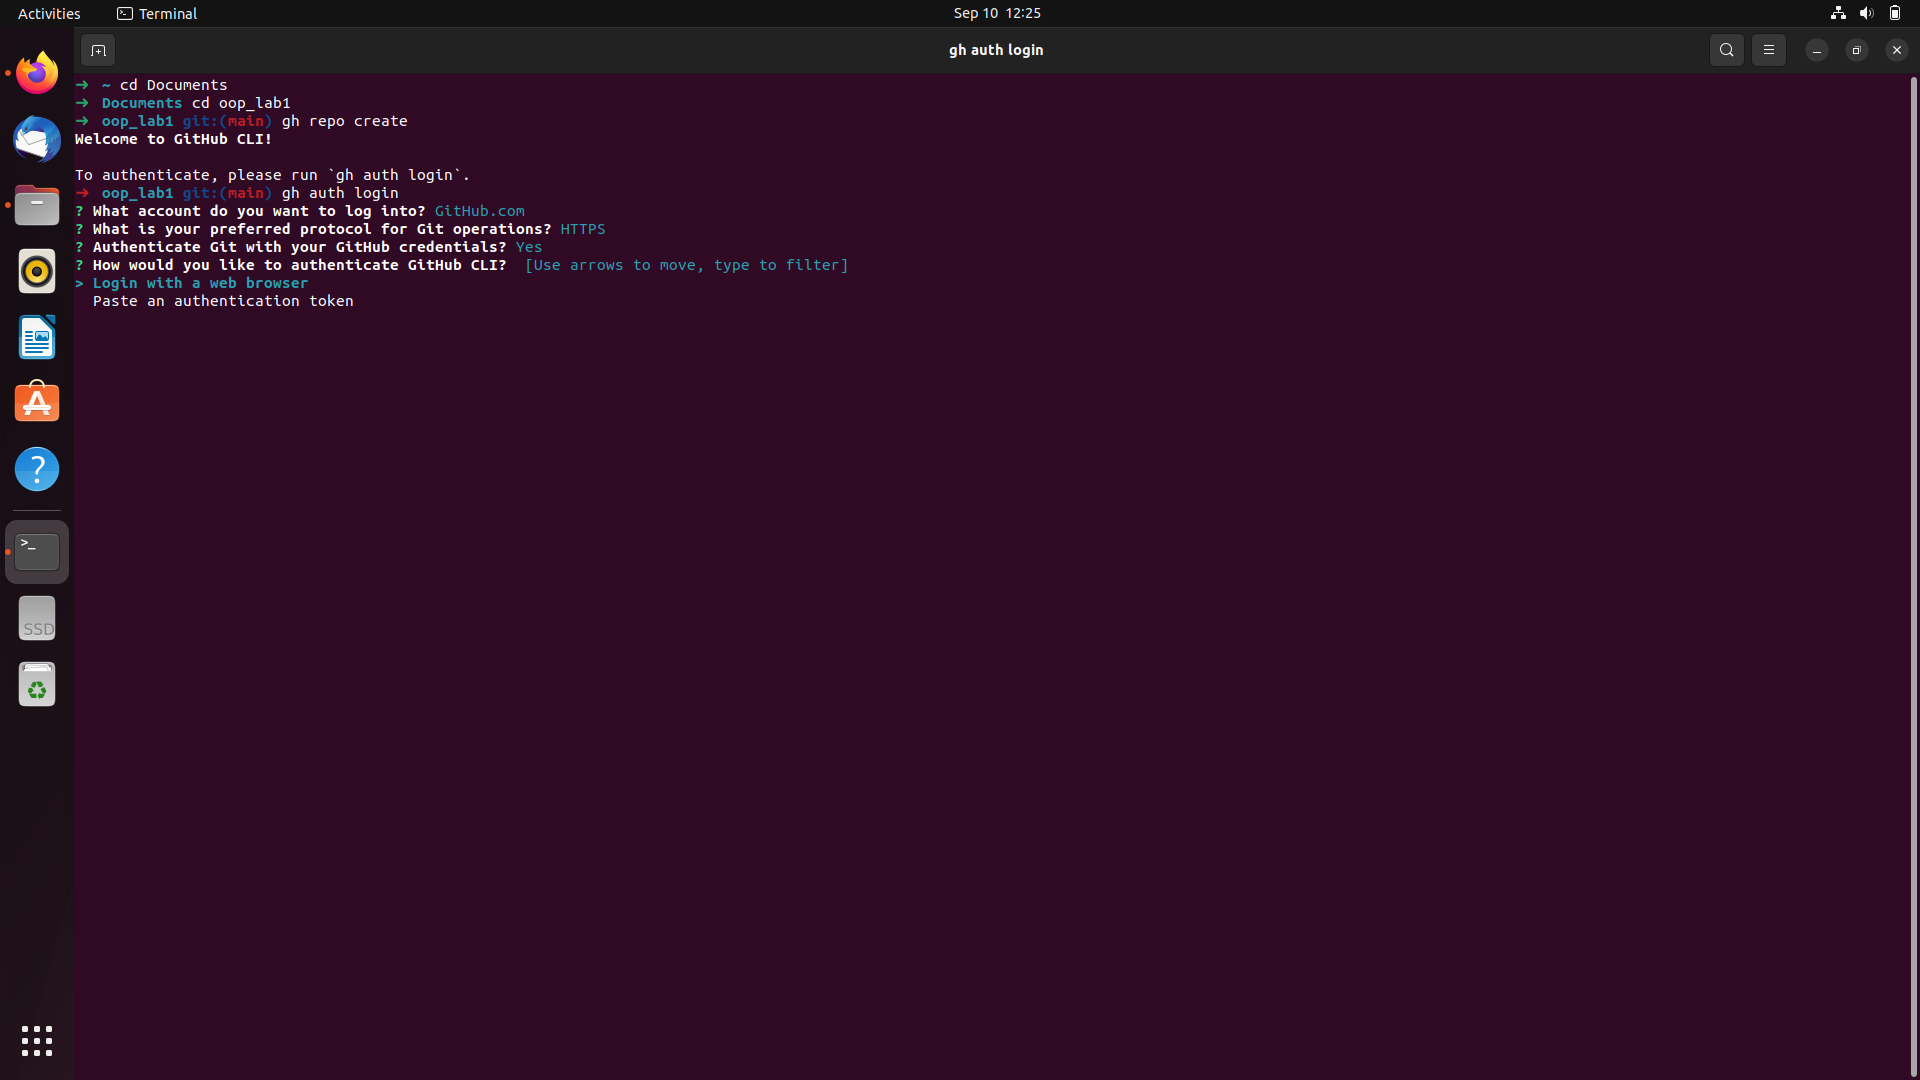 Activities Terminal Sep 10 12:25
gh auth login
➜ ~ cd Documents
➜ Documents cd oop_lab1
➜ oop_lab1 git:(main) gh repo create
Welcome to GitHub CLI!
To authenticate, please run `gh auth login`.
➜ oop_lab1 git:(main) gh auth login
? What account do you want to log into? GitHub.com
? What is your preferred protocol for Git operations? HTTPS
? Authenticate Git with your GitHub credentials? Yes
? How would you like to authenticate GitHub CLI? [Use arrows to move, type to filter]
> Login with a web browser
Paste an authentication token
?
>_
SSD